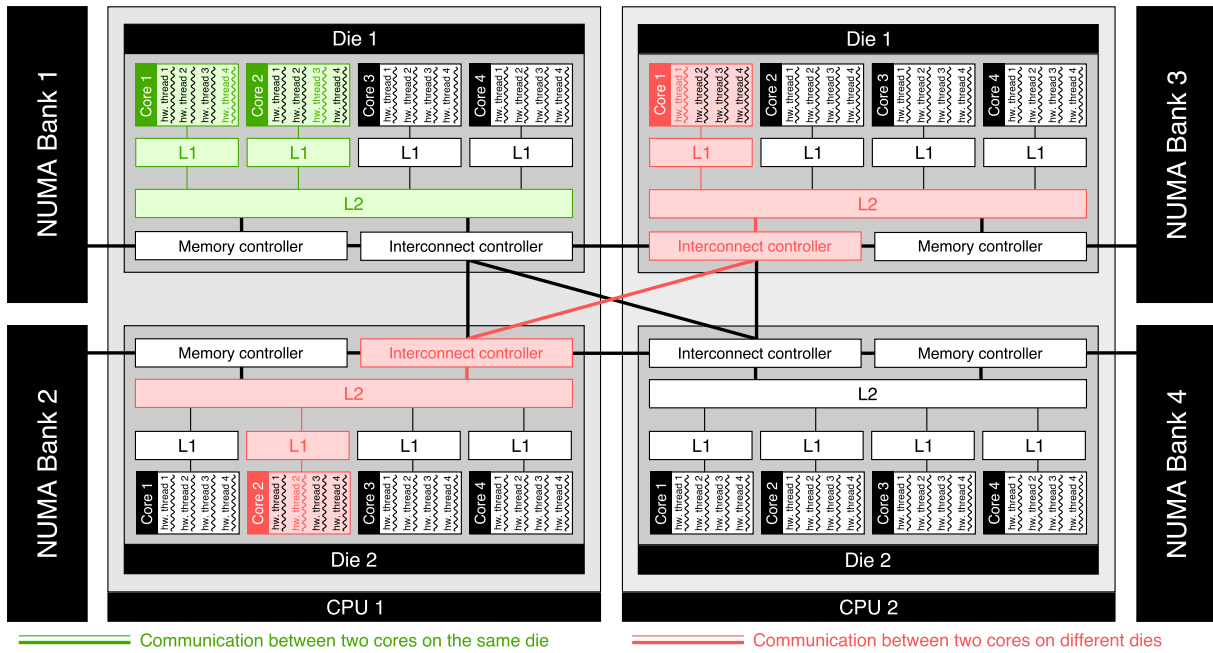 NUMA Bank 1
Die 1
Core 1
hw. thread 1
hw. thread 2
hw. thread 3
hw. thread 4
Core 2
hw. thread 1
hw. thread 2
hw. thread 3
hw. thread 4
Core 3
hw. thread 1
hw. thread 2
hw. thread 3
hw. thread 4
Core 4
hw. thread 1
hw. thread 2
hw. thread 3
hw. thread 4
L1
L1
L1
L1
L2
Memory controller
Interconnect controller
Die 1
Core 1
hw. thread 1
hw. thread 2
hw. thread 3
hw. thread 4
Core 2
hw. thread 1
hw. thread 2
hw. thread 3
hw. thread 4
Core 3
hw. thread 1
hw. thread 2
hw. thread 3
hw. thread 4
Core 4
hw. thread 1
hw. thread 2
hw. thread 3
hw. thread 4
L1
L1
L1
L1
L2
Interconnect controller
Memory controller
NUMA Bank 3
NUMA Bank 2
Memory controller
Interconnect controller
L2
L1
L1
L1
L1
Core 1
hw. thread 1
hw. thread 2
hw. thread 3
hw. thread 4
Core 2
hw. thread 1
hw. thread 2
hw. thread 3
hw. thread 4
Core 3
hw. thread 1
hw. thread 2
hw. thread 3
hw. thread 4
Core 4
hw. thread 1
hw. thread 2
hw. thread 3
hw. thread 4
Die 2
CPU 1
Interconnect controller
Memory controller
L2
L1
L1
L1
L1
Core 1
hw. thread 1
hw. thread 2
hw. thread 3
hw. thread 4
Core 2
hw. thread 1
hw. thread 2
hw. thread 3
hw. thread 4
Core 3
hw. thread 1
hw. thread 2
hw. thread 3
hw. thread 4
Core 4
hw. thread 1
hw. thread 2
hw. thread 3
hw. thread 4
Die 2
CPU 2
NUMA Bank 4
Communication between two cores on the same die
Communication between two cores on different dies